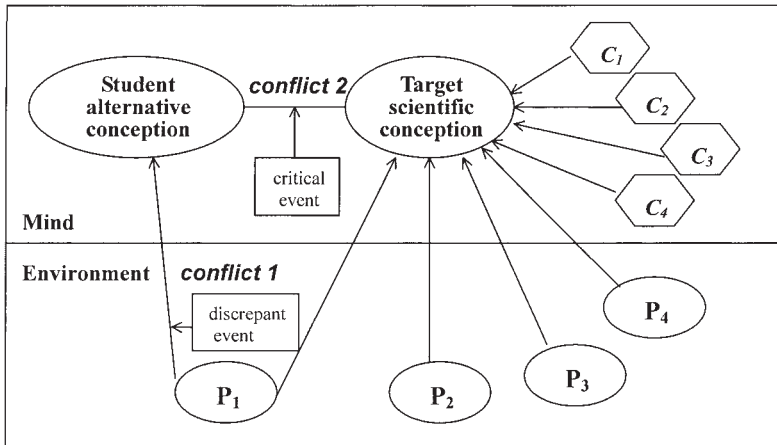 Student
alternative
conception
conflict 2
Target
scientific
conception
C1
C2
C3
C4
critical
event
Mind
Environment
conflict 1
discrepant
event
P1
P2
P3
P4